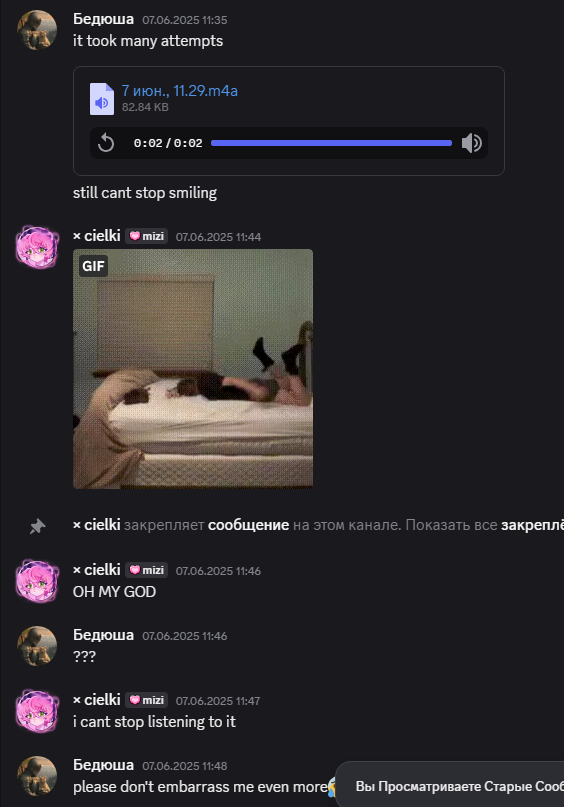 Бедюша 07.06.2025 11:35
it took many attempts
7 июн., 11.29.m4a
82.84 KB
0:02 / 0:02
still cant stop smiling
× cielki mizi 07.06.2025 11:44
GIF
× cielki закрепляет сообщение на этом канале. Показать все
× cielki mizi 07.06.2025 11:46
OH MY GOD
Бедюша 07.06.2025 11:46
???
× cielki mizi 07.06.2025 11:47
i cant stop listening to it
Бедюша 07.06.2025 11:48
please don't embarrass me even more
Вы Просматриваете Старые